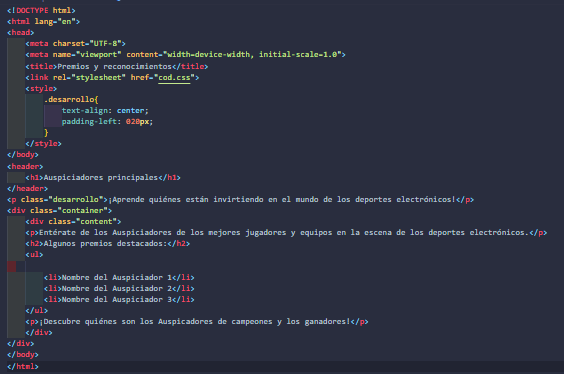 <!DOCTYPE html>
<html lang="en">
<head>
<meta charset="UTF-8">
<meta name="viewport" content="width=device-width, initial-scale=1.0">
<title>Premios y reconocimientos</title>
<link rel="stylesheet" href="cod.css">
<style>
.desarrollo{
text-align: center;
padding-left: 020px;
}
</style>
</body>
<header>
<h1>Auspiciadores principales</h1>
</header>
<p class="desarrollo">¡Aprende quiénes están invirtiendo en el mundo de los deportes electrónicos!</p>
<div class="container">
<div class="content">
<p>Entérate de los Auspiciadores de los mejores jugadores y equipos en la escena de los deportes electrónicos.</p>
<h2>Algunos premios destacados:</h2>
<ul>
<li>Nombre del Auspiciador 1</li>
<li>Nombre del Auspiciador 2</li>
<li>Nombre del Auspiciador 3</li>
</ul>
<p>¡Descubre quiénes son los Auspicadores de campeones y los ganadores!</p>
</div>
</div>
</body>
</html>